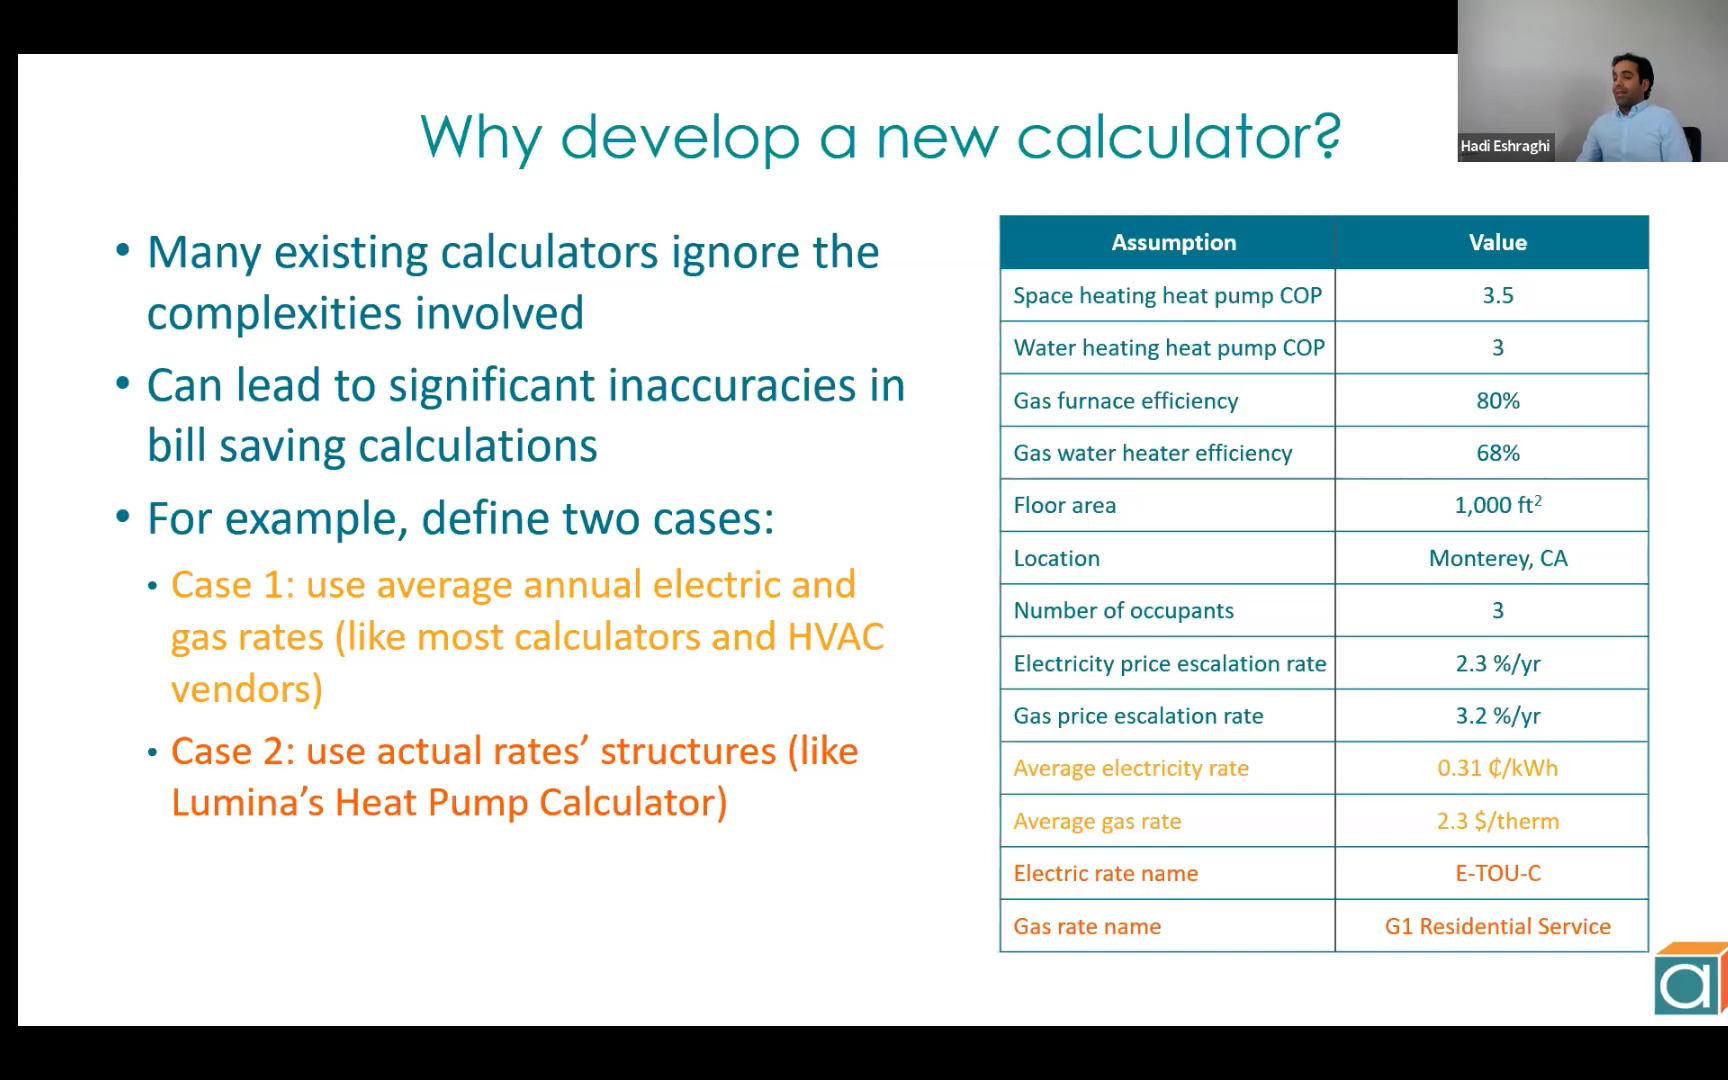 Why develop a new calculator?
Hadi Eshraghi
• Many existing calculators ignore the
complexities involved
• Can lead to significant inaccuracies in
bill saving calculations
• For example, define two cases:
• Case 1: use average annual electric and
gas rates (like most calculators and HVAC
vendors)
• Case 2: use actual rates’ structures (like
Lumina’s Heat Pump Calculator)
Assumption Value
Space heating heat pump COP 3.5
Water heating heat pump COP 3
Gas furnace efficiency 80%
Gas water heater efficiency 68%
Floor area 1,000 ft²
Location Monterey, CA
Number of occupants 3
Electricity price escalation rate 2.3 %/yr
Gas price escalation rate 3.2 %/yr
Average electricity rate 0.31 ₵/kWh
Average gas rate 2.3 $/therm
Electric rate name E-TOU-C
Gas rate name G1 Residential Service
a